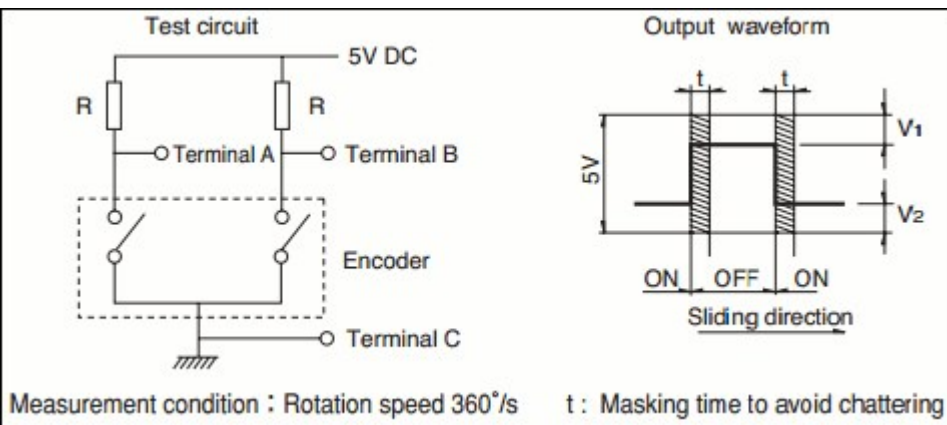 Test circuit
5V DC
R
R
Terminal A
Terminal B
Encoder
Terminal C
Output waveform
t
t
V1
5V
V2
ON
OFF
ON
Sliding direction
Measurement condition : Rotation speed 360°/s
t : Masking time to avoid chattering